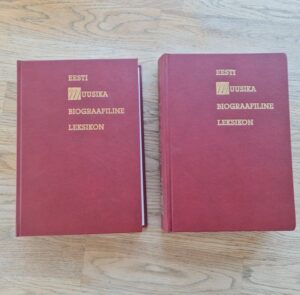 EESTI
MUUSIKA
BIOGRAAFILINE
LEKSIKON
EESTI
MUUSIKA
BIOGRAAFILINE
LEKSIKON